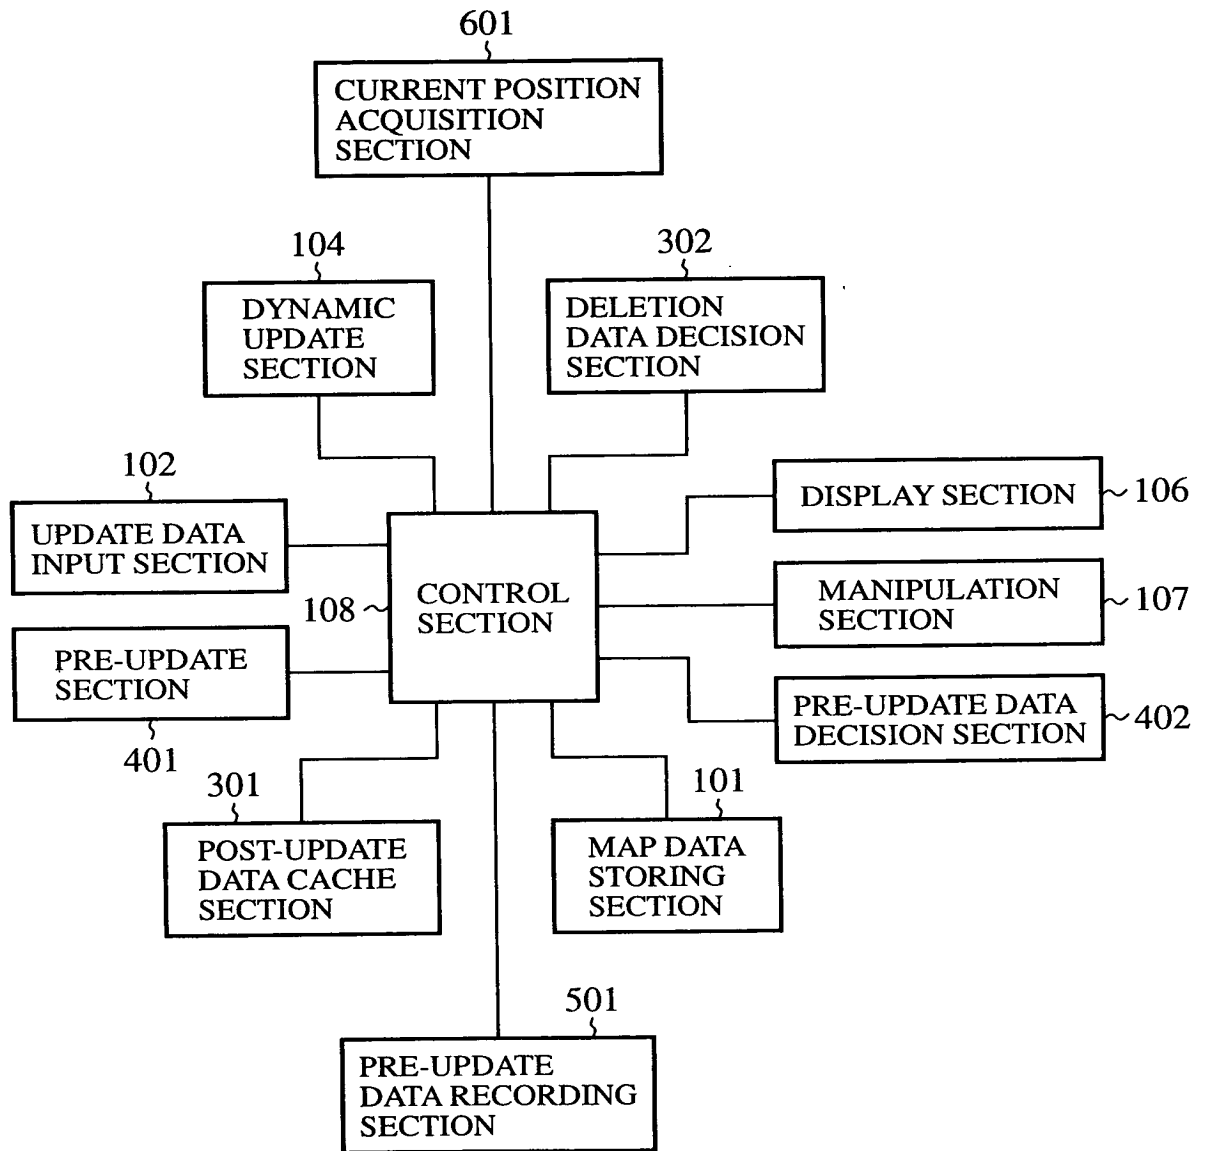 601
CURRENT POSITION
ACQUISITION
SECTION
104
DYNAMIC
UPDATE
SECTION
302
DELETION
DATA DECISION
SECTION
102
UPDATE DATA
INPUT SECTION
DISPLAY SECTION
106
108
CONTROL
SECTION
MANIPULATION
SECTION
107
PRE-UPDATE
SECTION
401
PRE-UPDATE DATA
DECISION SECTION
402
301
POST-UPDATE
DATA CACHE
SECTION
101
MAP DATA
STORING
SECTION
501
PRE-UPDATE
DATA RECORDING
SECTION